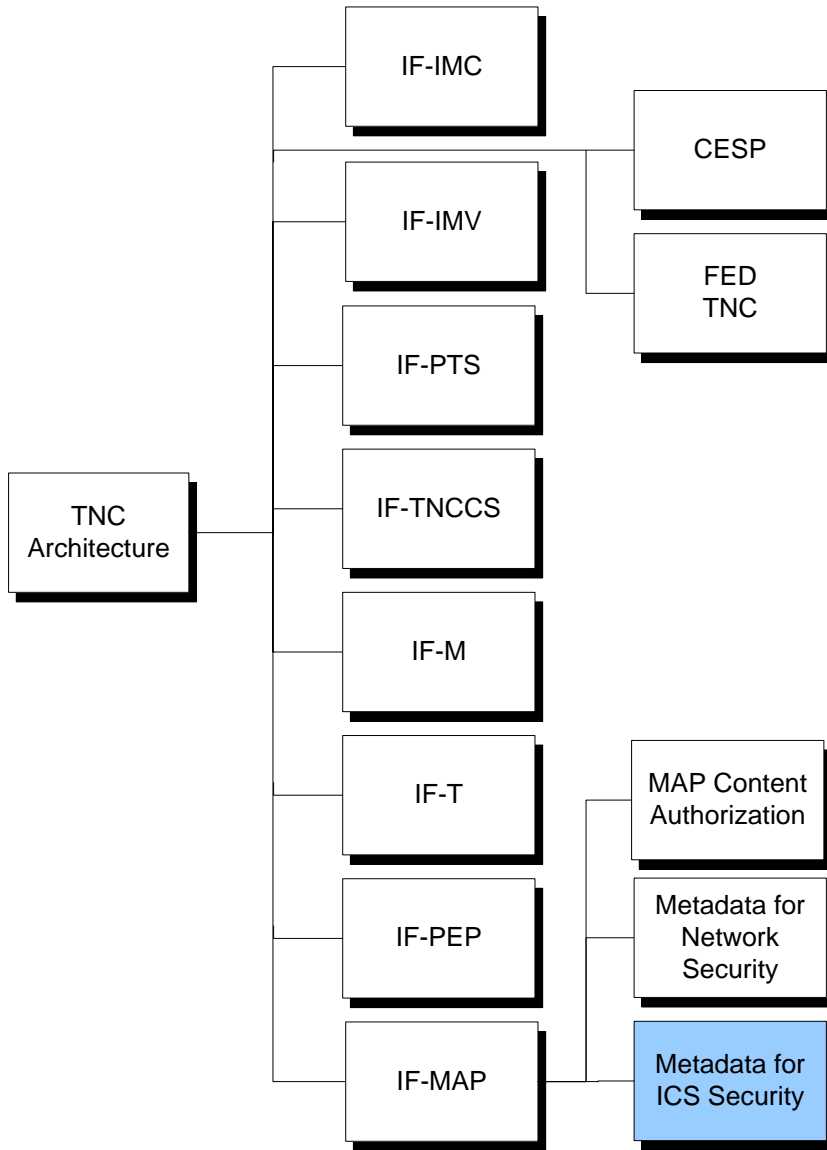 IF-IMC
CESP
IF-IMV
FED
TNC
IF-PTS
IF-TNCCS
TNC
Architecture
IF-M
IF-T
MAP Content
Authorization
IF-PEP
Metadata for
Network
Security
IF-MAP
Metadata for
ICS Security